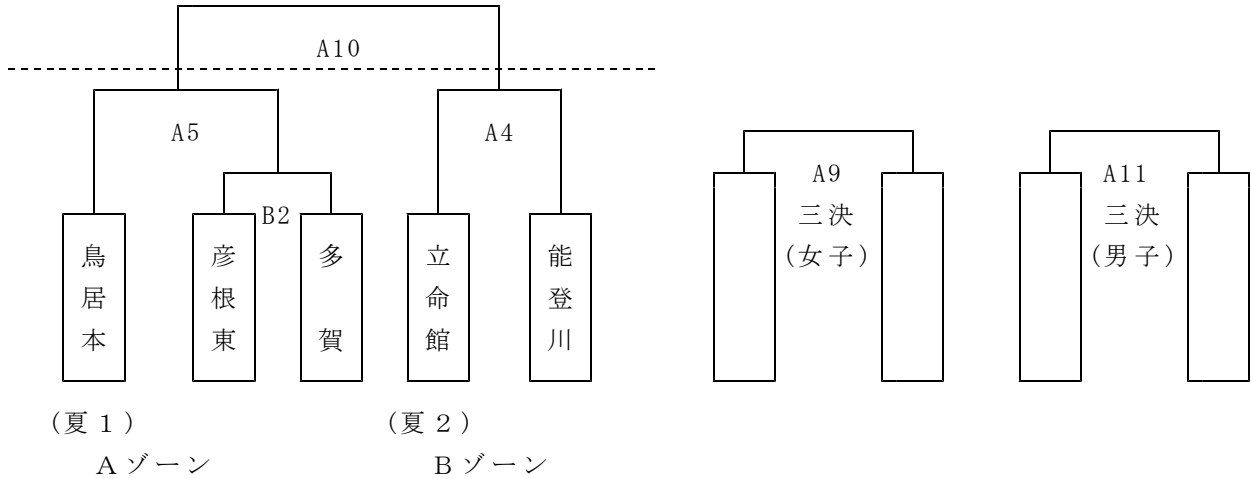 A10
A5
A4
A9
三決
(女子)
A11
三決
(男子)
B2
鳥居本
彦根東
多賀
立命館
能登川
(夏1)
(夏2)
Aゾーン
Bゾーン